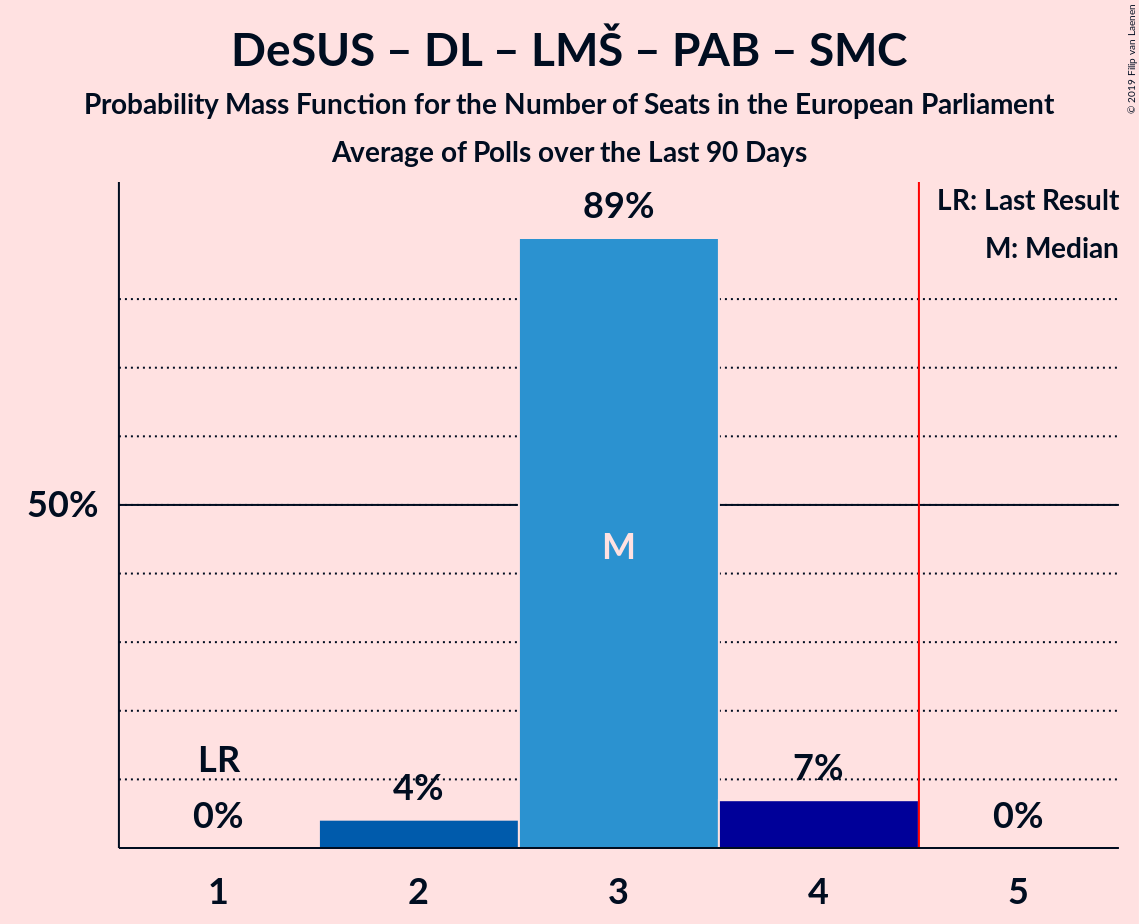 DeSUS – DL – LMŠ – PAB – SMC
Probability Mass Function for the Number of Seats in the European Parliament
Average of Polls over the Last 90 Days
© 2019 Filip van Laenen
LR: Last Result
M: Median
89%
50%
M
LR
0%
4%
7%
0%
1 2 3 4 5